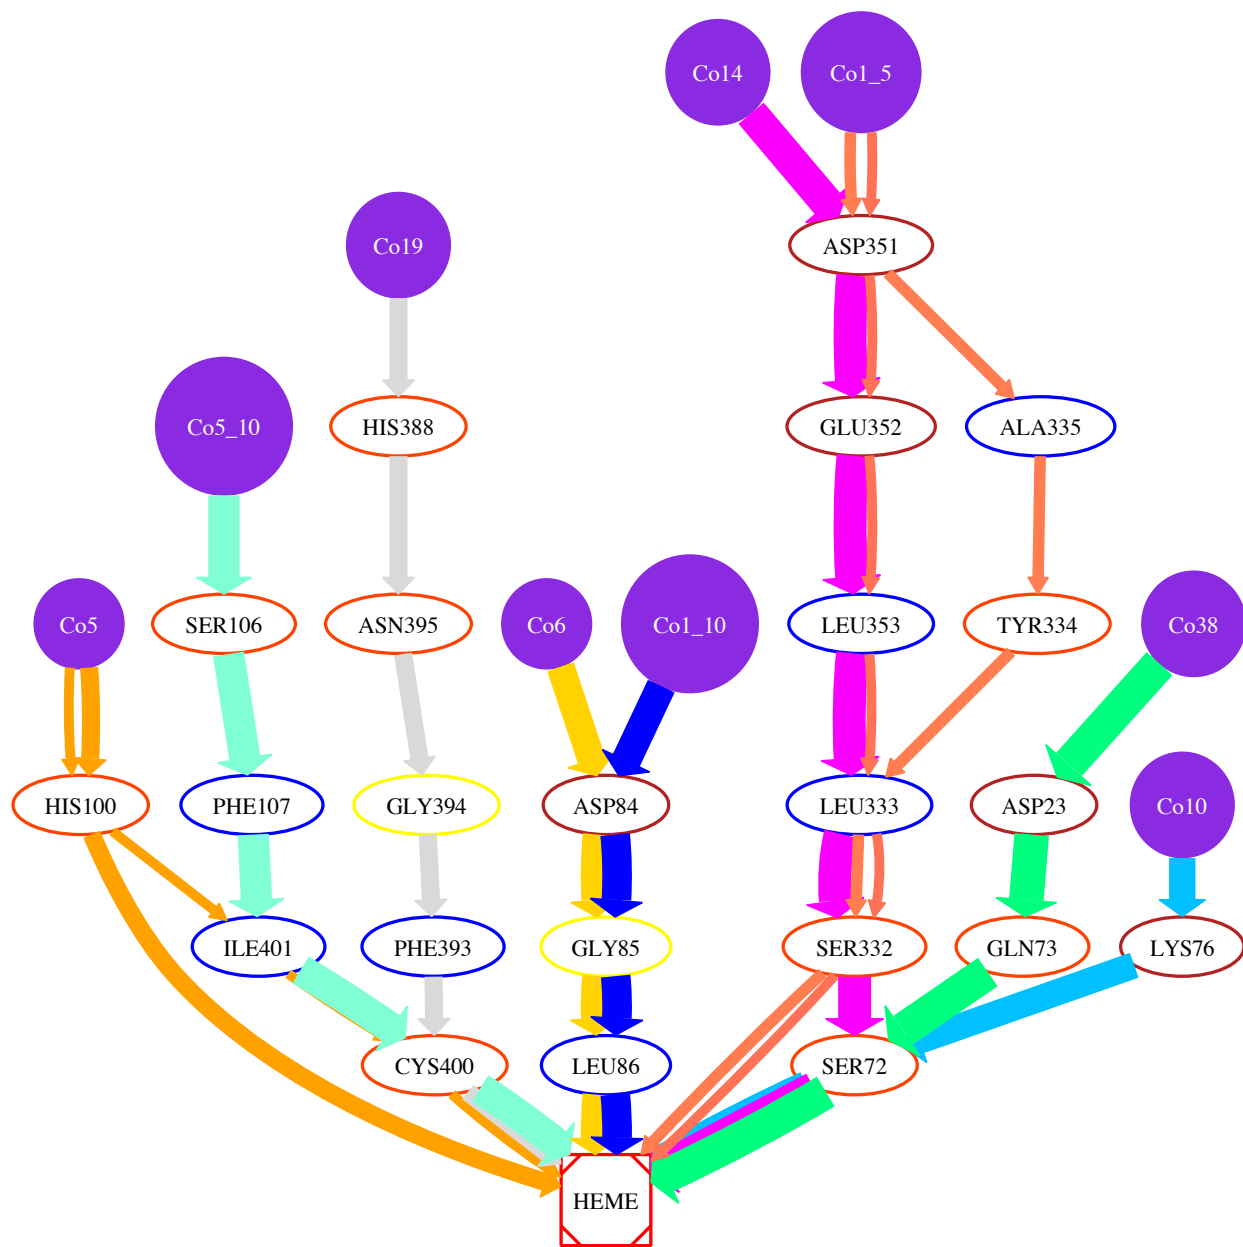 Co14
Co1_5
Co19
ASP351
Co5_10
HIS388
GLU352
ALA335
Co5
SER106
ASN395
Co6
Co1_10
LEU353
TYR334
Co38
HIS100
PHE107
GLY394
ASP84
LEU333
ASP23
Co10
ILE401
PHE393
GLY85
SER332
GLN73
LYS76
CYS400
LEU86
SER72
HEME